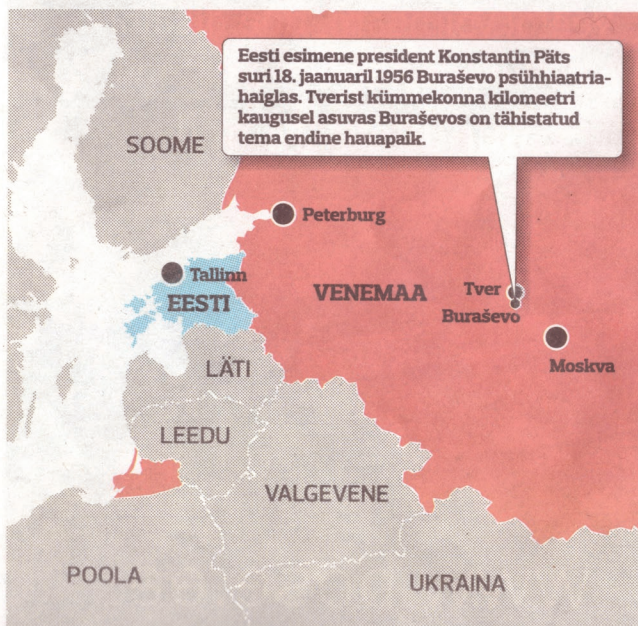 Eesti esimene president Konstantin Päts
suri 18. jaanuaril 1956 Buraševo psühhiaatria-
haiglas. Tverist kümmekonna kilomeetri
kaugusel asuvas Buraševos on tähistatud
tema endine hauapaik.
SOOME
Peterburg
Tallinn
EESTI
VENEMAA
Tver
Buraševo
Moskva
LÄTI
LEEDU
VALGEVENE
POOLA
UKRAINA